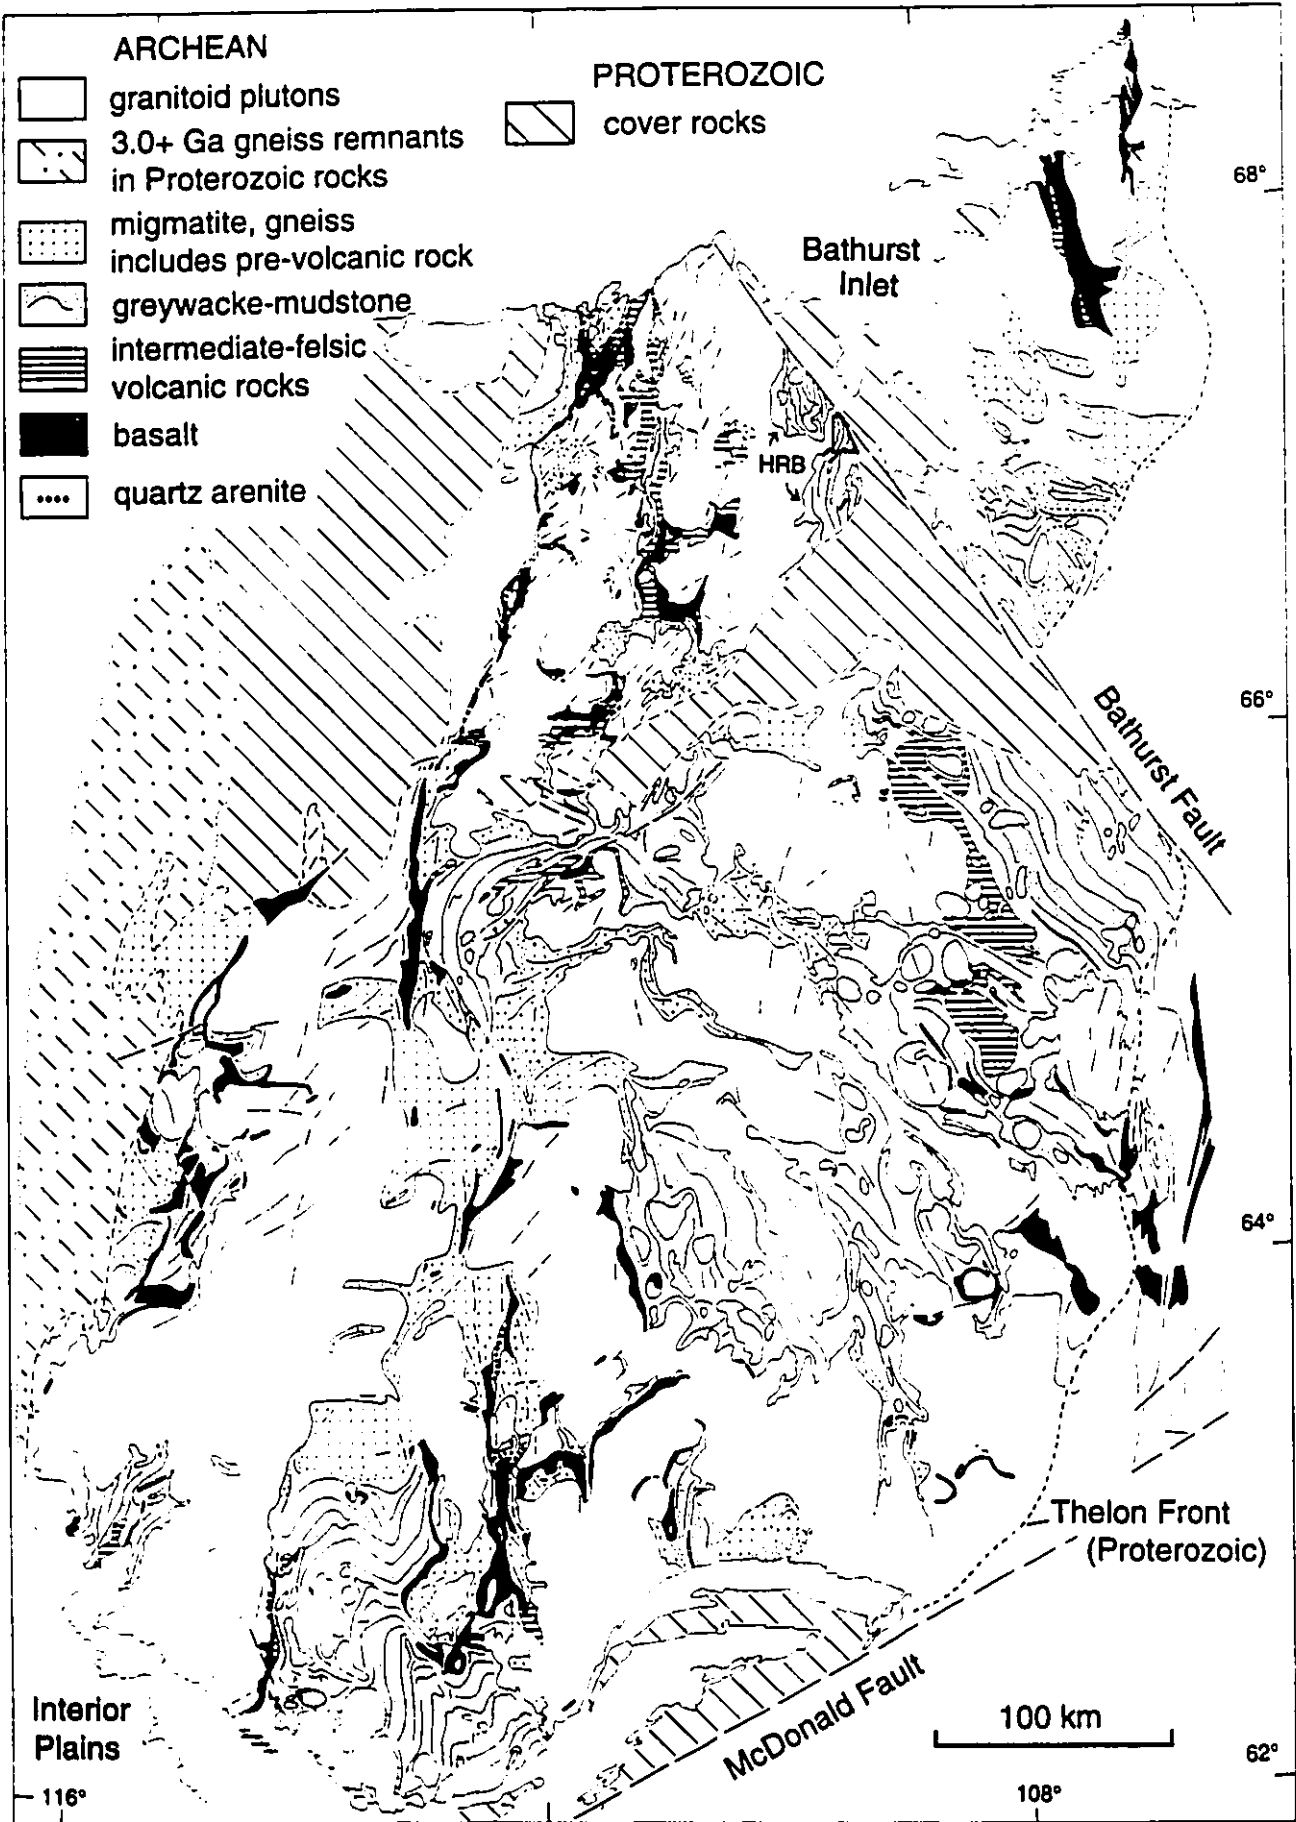 ARCHEAN
granitoid plutons
3.0+ Ga gneiss remnants
in Proterozoic rocks
migmatite, gneiss
includes pre-volcanic rock
greywacke-mudstone
intermediate-felsic
volcanic rocks
basalt
quartz arenite
PROTEROZOIC
cover rocks
68°
Bathurst
Inlet
HRB
66°
Bathurst Fault
64°
Thelon Front
(Proterozoic)
McDonald Fault
100 km
Interior
Plains
62°
116°
108°